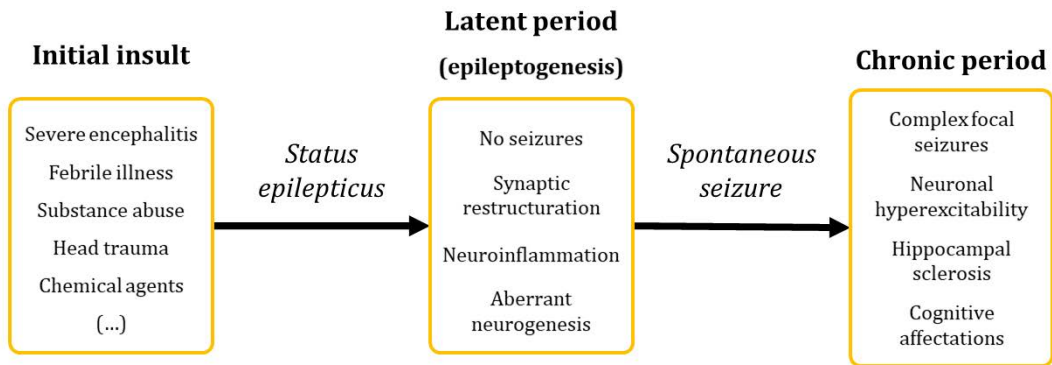 Initial insult
Severe encephalitis
Febrile illness
Substance abuse
Head trauma
Chemical agents
(...)
Status
epilepticus
Latent period
(epileptogenesis)
No seizures
Synaptic
restructuration
Neuroinflammation
Aberrant
neurogenesis
Spontaneous
seizure
Chronic period
Complex focal
seizures
Neuronal
hyperexcitability
Hippocampal
sclerosis
Cognitive
affectations